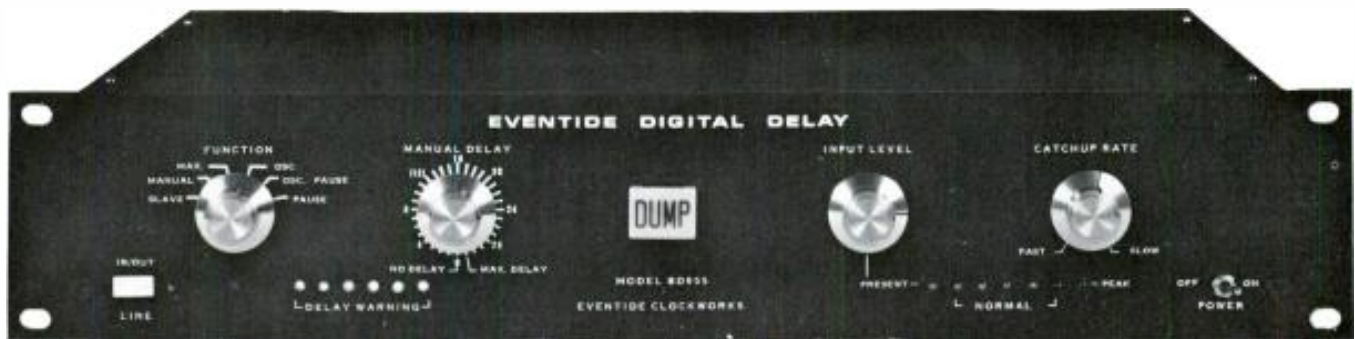 EVENTIDE DIGITAL DELAY
FUNCTION
MAX.
OSC.
MANUAL
OSC. PAUSE
SLAVE
PAUSE
MANUAL DELAY
NO DELAY
MAX. DELAY
DUMP
INPUT LEVEL
CATCHUP RATE
FAST
SLOW
IN/OUT
LINE
DELAY WARNING
MODEL BD955
EVENTIDE CLOCKWORKS
PRESENT
PEAK
NORMAL
OFF
ON
POWER